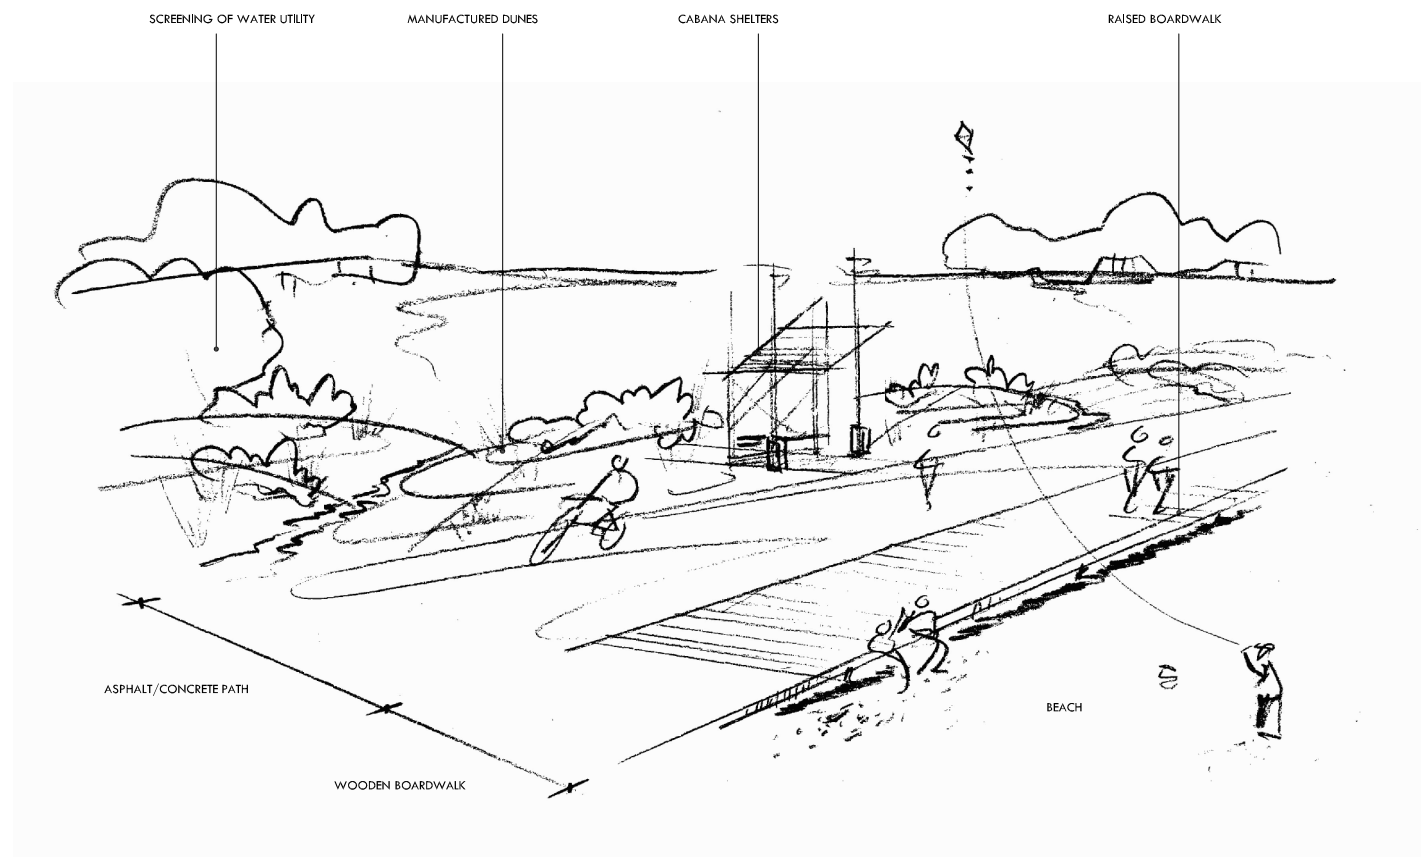 SCREENING OF WATER UTILITY
MANUFACTURED DUNES
CABANA SHELTERS
RAISED BOARDWALK
ASPHALT/CONCRETE PATH
BEACH
WOODEN BOARDWALK